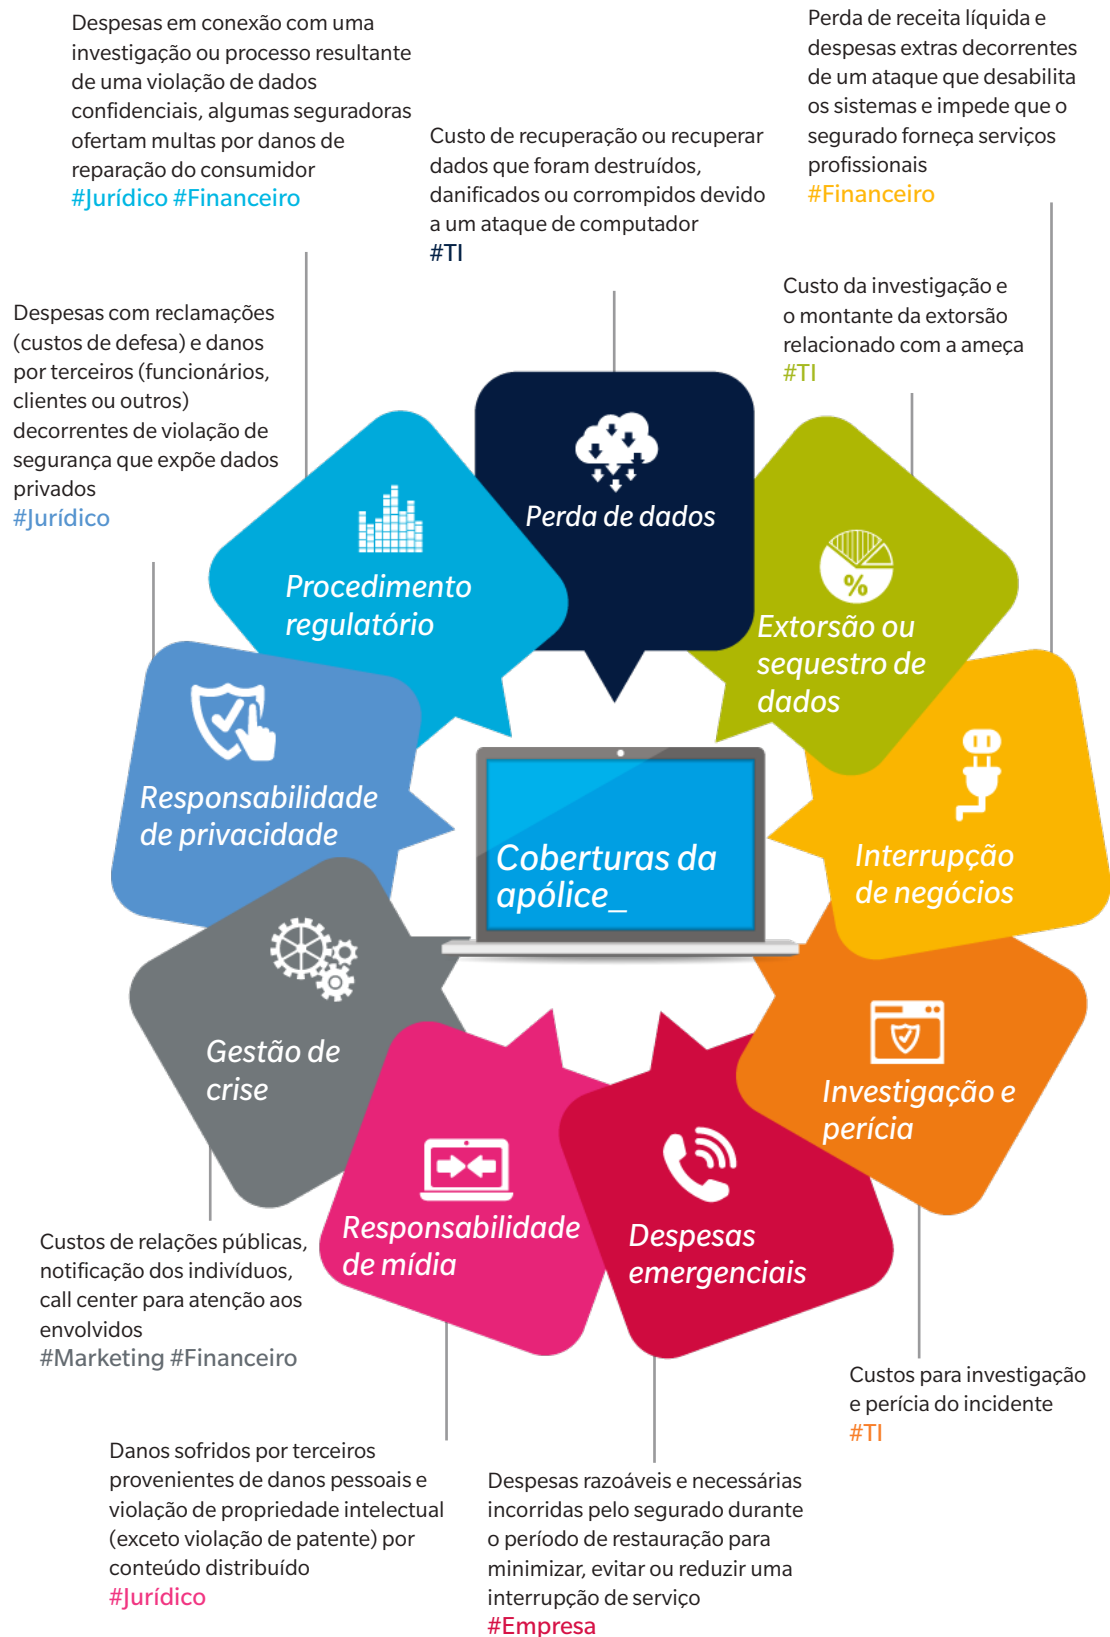 Despesas em conexão com uma
investigação ou processo resultante
de uma violação de dados
confidenciais, algumas seguradoras
ofertam multas por danos de
reparação do consumidor
#Jurídico #Financeiro
Custo de recuperação ou recuperar
dados que foram destruídos,
danificados ou corrompidos devido
a um ataque de computador
#TI
Perda de receita líquida e
despesas extras decorrentes
de um ataque que desabilita
os sistemas e impede que o
segurado forneça serviços
profissionais
#Financeiro
Custo da investigação e
o montante da extorsão
relacionado com a ameça
#TI
Despesas com reclamações
(custos de defesa) e danos
por terceiros (funcionários,
clientes ou outros)
decorrentes de violação de
segurança que expõe dados
privados
#Jurídico
Perda de dados
Procedimento
regulatório
%
Extorsão ou
sequestro de
dados
Responsabilidade
de privacidade
Coberturas da
apólice_
Interrupção
de negócios
Gestão de
crise
Investigação e
perícia
Responsabilidade
de mídia
Despesas
emergenciais
Custos de relações públicas,
notificação dos indivíduos,
call center para atenção aos
envolvidos
#Marketing #Financeiro
Custos para investigação
e perícia do incidente
#TI
Danos sofridos por terceiros
provenientes de danos pessoais e
violação de propriedade intelectual
(exceto violação de patente) por
conteúdo distribuído
#Jurídico
Despesas razoáveis e necessárias
incorridas pelo segurado durante
o período de restauração para
minimizar, evitar ou reduzir uma
interrupção de serviço
#Empresa